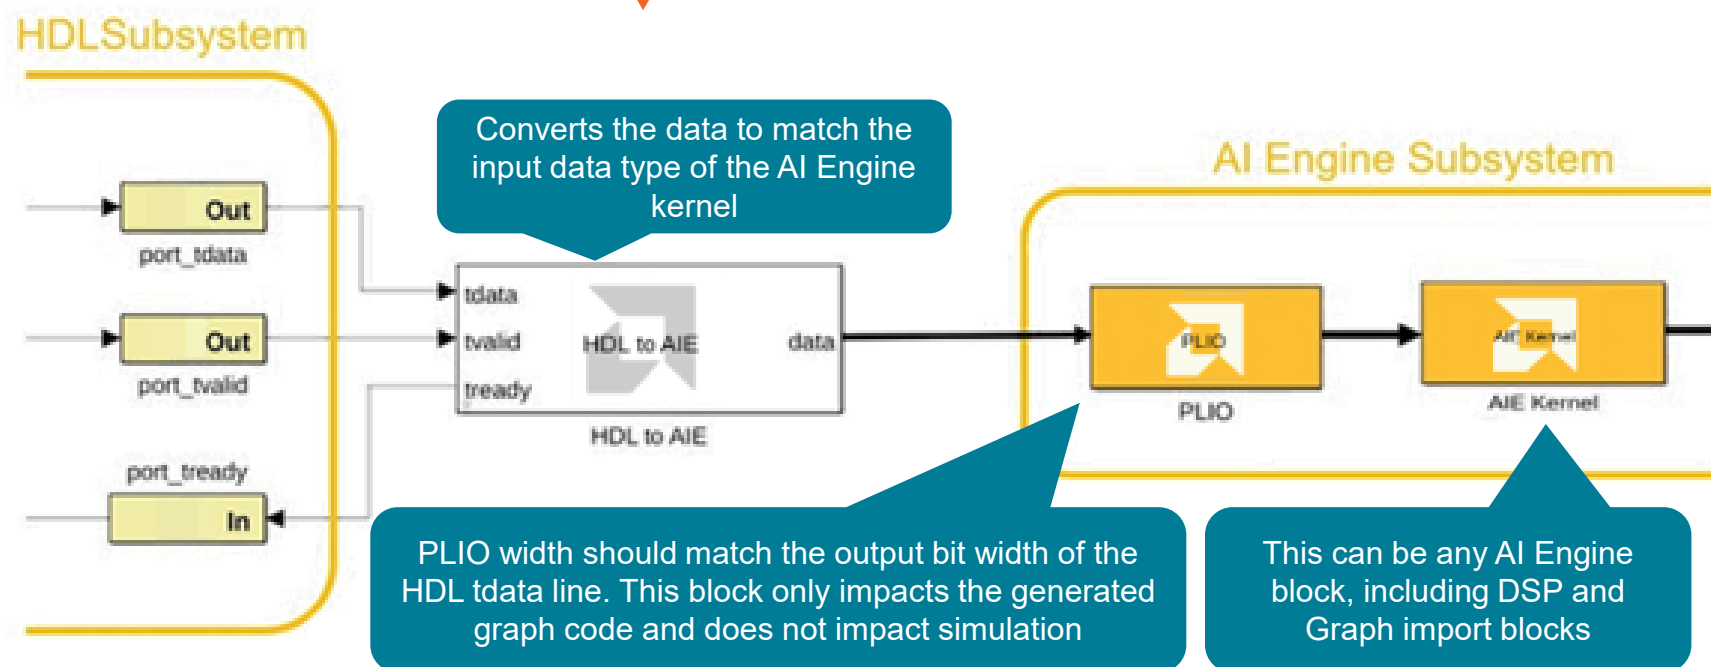 HDLSubsystem
Converts the data to match the
input data type of the AI Engine
kernel
AI Engine Subsystem
Out
port_tdata
Out
port_tvalid
port_tready
In
tdata
tvalid
tready
HDL to AIE
data
HDL to AIE
PLIO
PLIO
AIE Kernel
AIE Kernel
PLIO width should match the output bit width of the
HDL tdata line. This block only impacts the generated
graph code and does not impact simulation
This can be any AI Engine
block, including DSP and
Graph import blocks